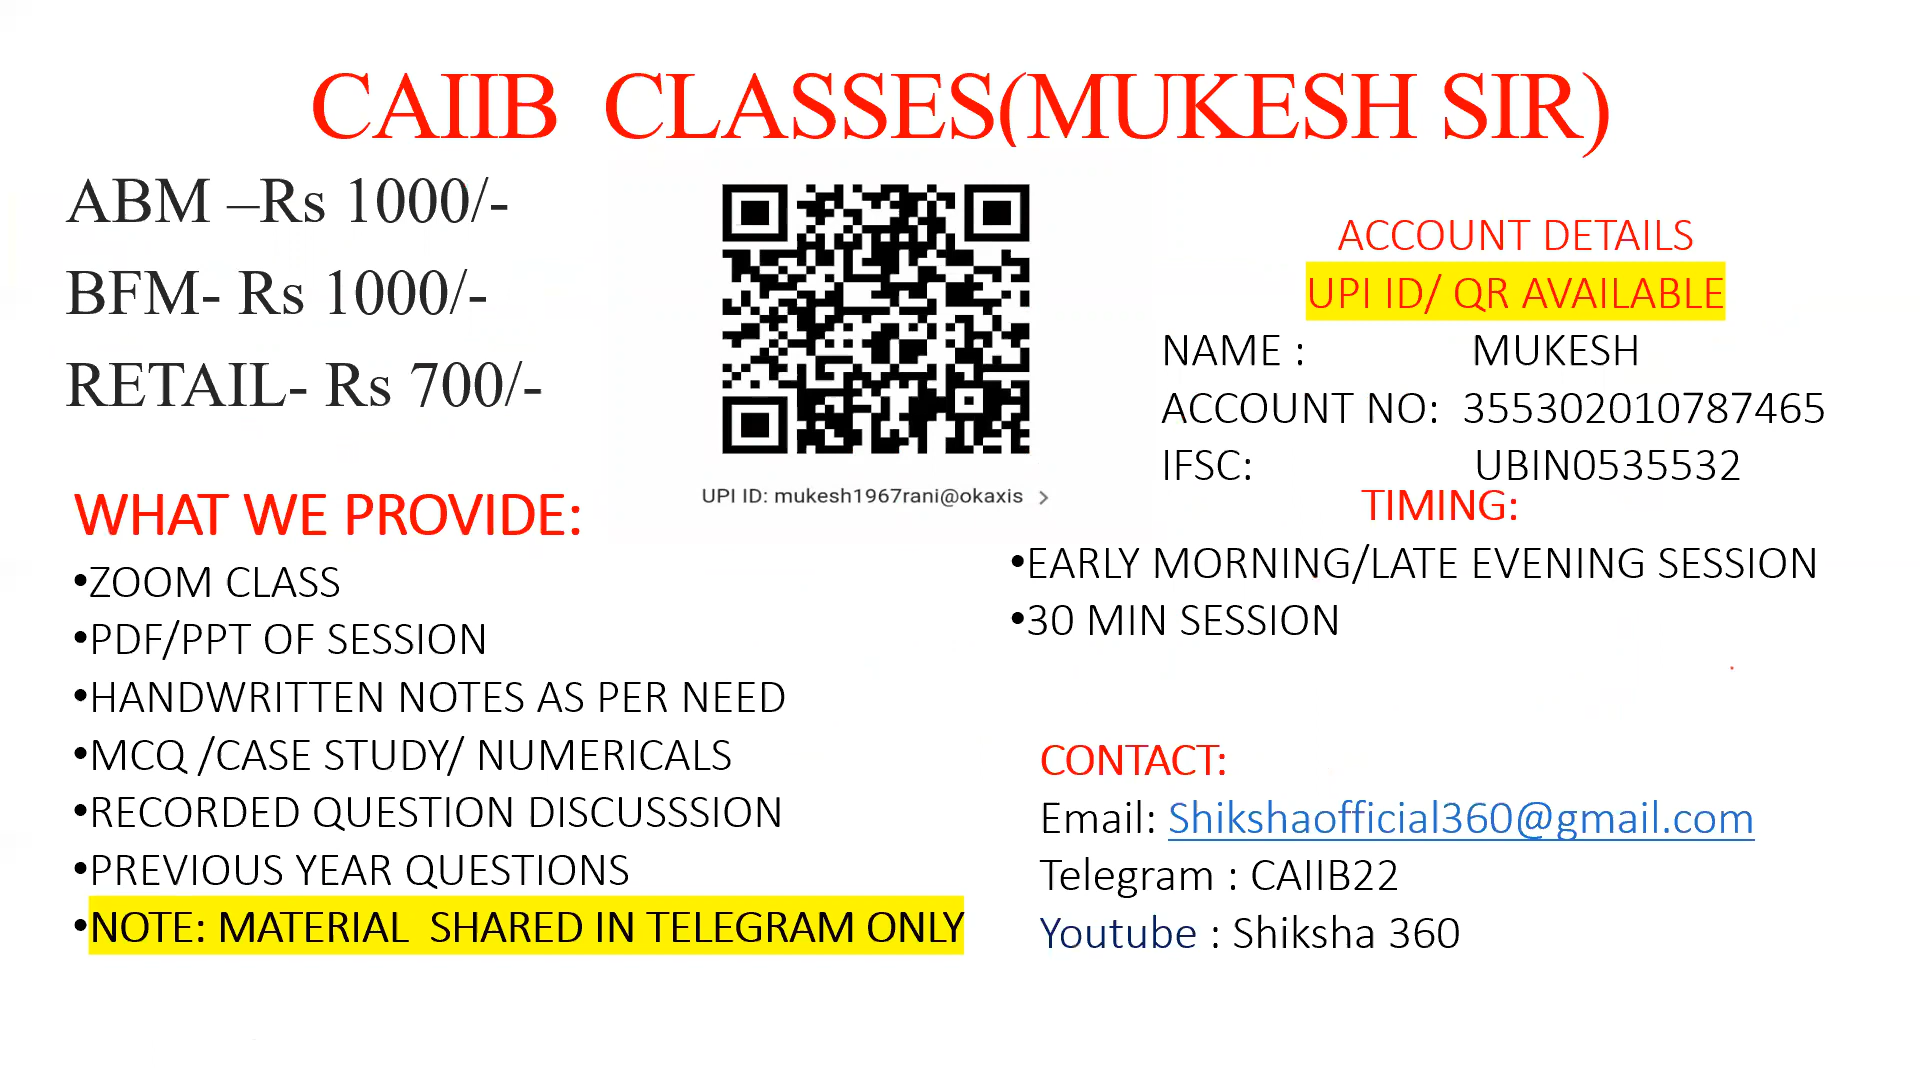 CAIIB  CLASSES(MUKESH SIR)
ABM –Rs 1000/-
BFM- Rs 1000/-
RETAIL- Rs 700/-
UPI ID: mukesh1967rani@okaxis
ACCOUNT DETAILS
UPI ID/ QR AVAILABLE
NAME : MUKESH
ACCOUNT NO: 355302010787465
IFSC: UBIN0535532
WHAT WE PROVIDE:
•ZOOM CLASS
•PDF/PPT OF SESSION
•HANDWRITTEN NOTES AS PER NEED
•MCQ /CASE STUDY/ NUMERICALS
•RECORDED QUESTION DISCUSSSION
•PREVIOUS YEAR QUESTIONS
•NOTE: MATERIAL  SHARED IN TELEGRAM ONLY
TIMING:
•EARLY MORNING/LATE EVENING SESSION
•30 MIN SESSION
CONTACT:
Email: Shikshaofficial360@gmail.com
Telegram : CAIIB22
Youtube : Shiksha 360